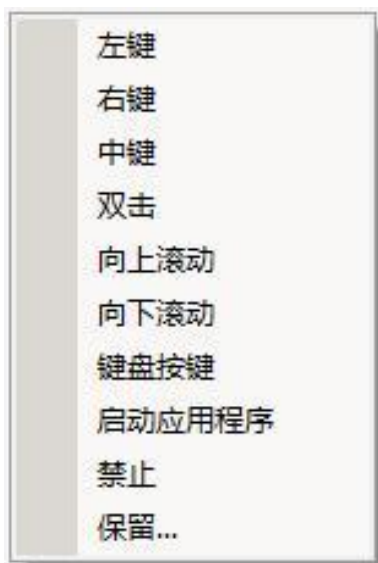 左键
右键
中键
双击
向上滚动
向下滚动
键盘按键
启动应用程序
禁止
保留...